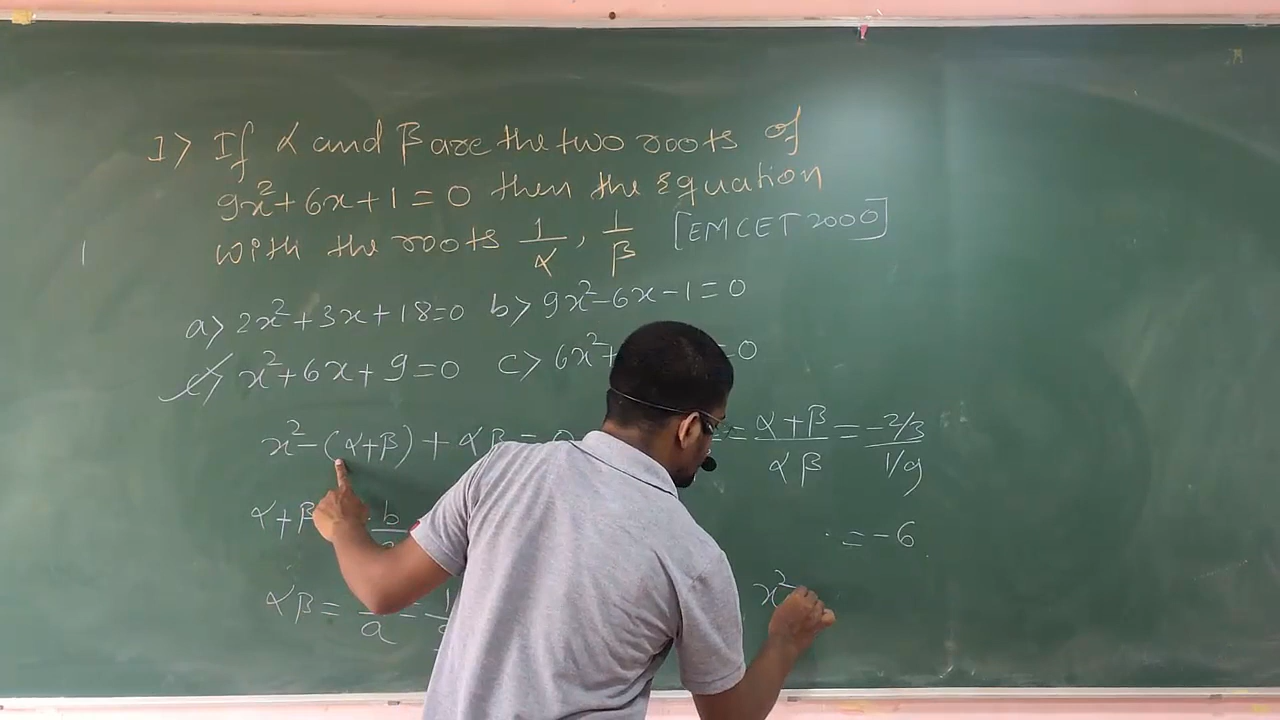 1> If α and β are the two roots of
9x²+6x+1=0 then the Equation
with the roots 1/α, 1/β [EMCET 2000]
a> 2x²+3x+18=0 b> 9x²-6x-1=0
c> x²+6x+9=0 c> 6x²+ =0
x²-(α+β)+αβ=0 = α+β/αβ = -2/3/1/9
α+β b
= -6
αβ = /a = 1
x²